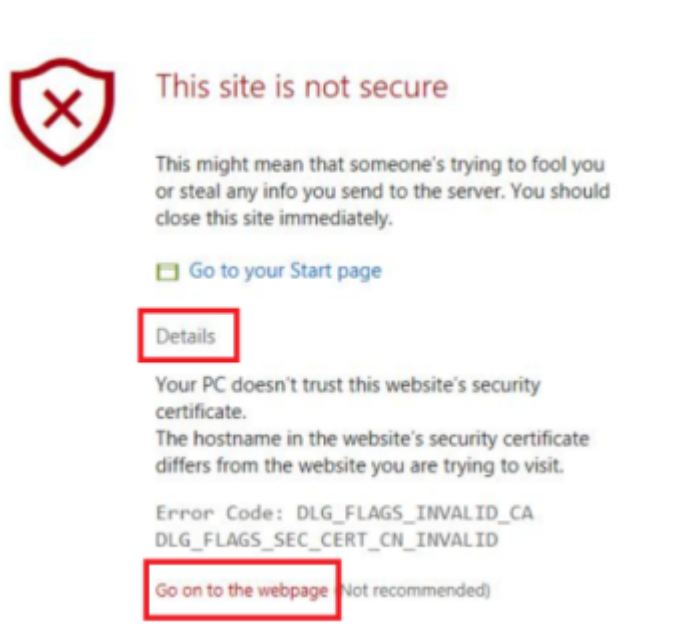 This site is not secure
This might mean that someone's trying to fool you
or steal any info you send to the server. You should
close this site immediately.
Go to your Start page
Details
Your PC doesn't trust this website's security
certificate.
The hostname in the website's security certificate
differs from the website you are trying to visit.
Error Code: DLG_FLAGS_INVALID_CA
DLG_FLAGS_SEC_CERT_CN_INVALID
Go on to the webpage (Not recommended)